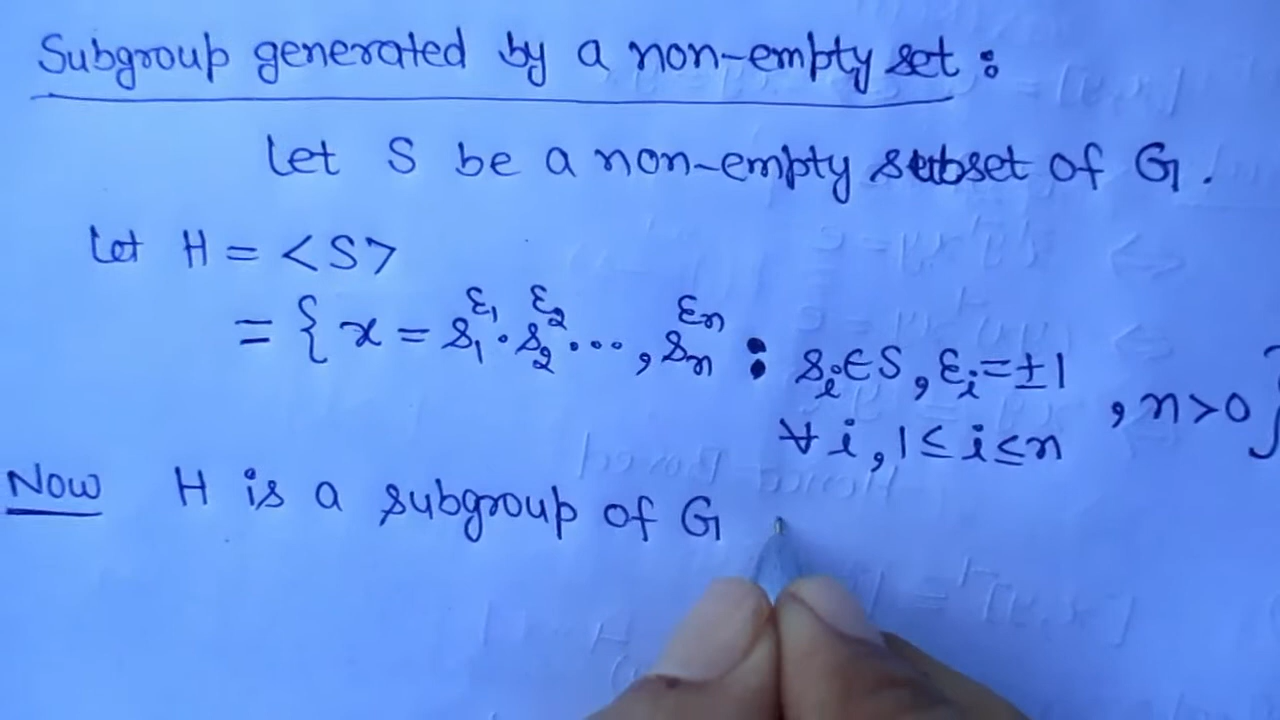 Subgroup generated by a non-empty set :
Let S be a non-empty subset of G .
Let H = < S >
= { x = s₁^ε₁ . s₂^ε₂ ... , sₙ^εₙ : sᵢ ∈ S , εᵢ = ±1 , n > 0 }
∀ i , 1 ≤ i ≤ n
Now H is a subgroup of G